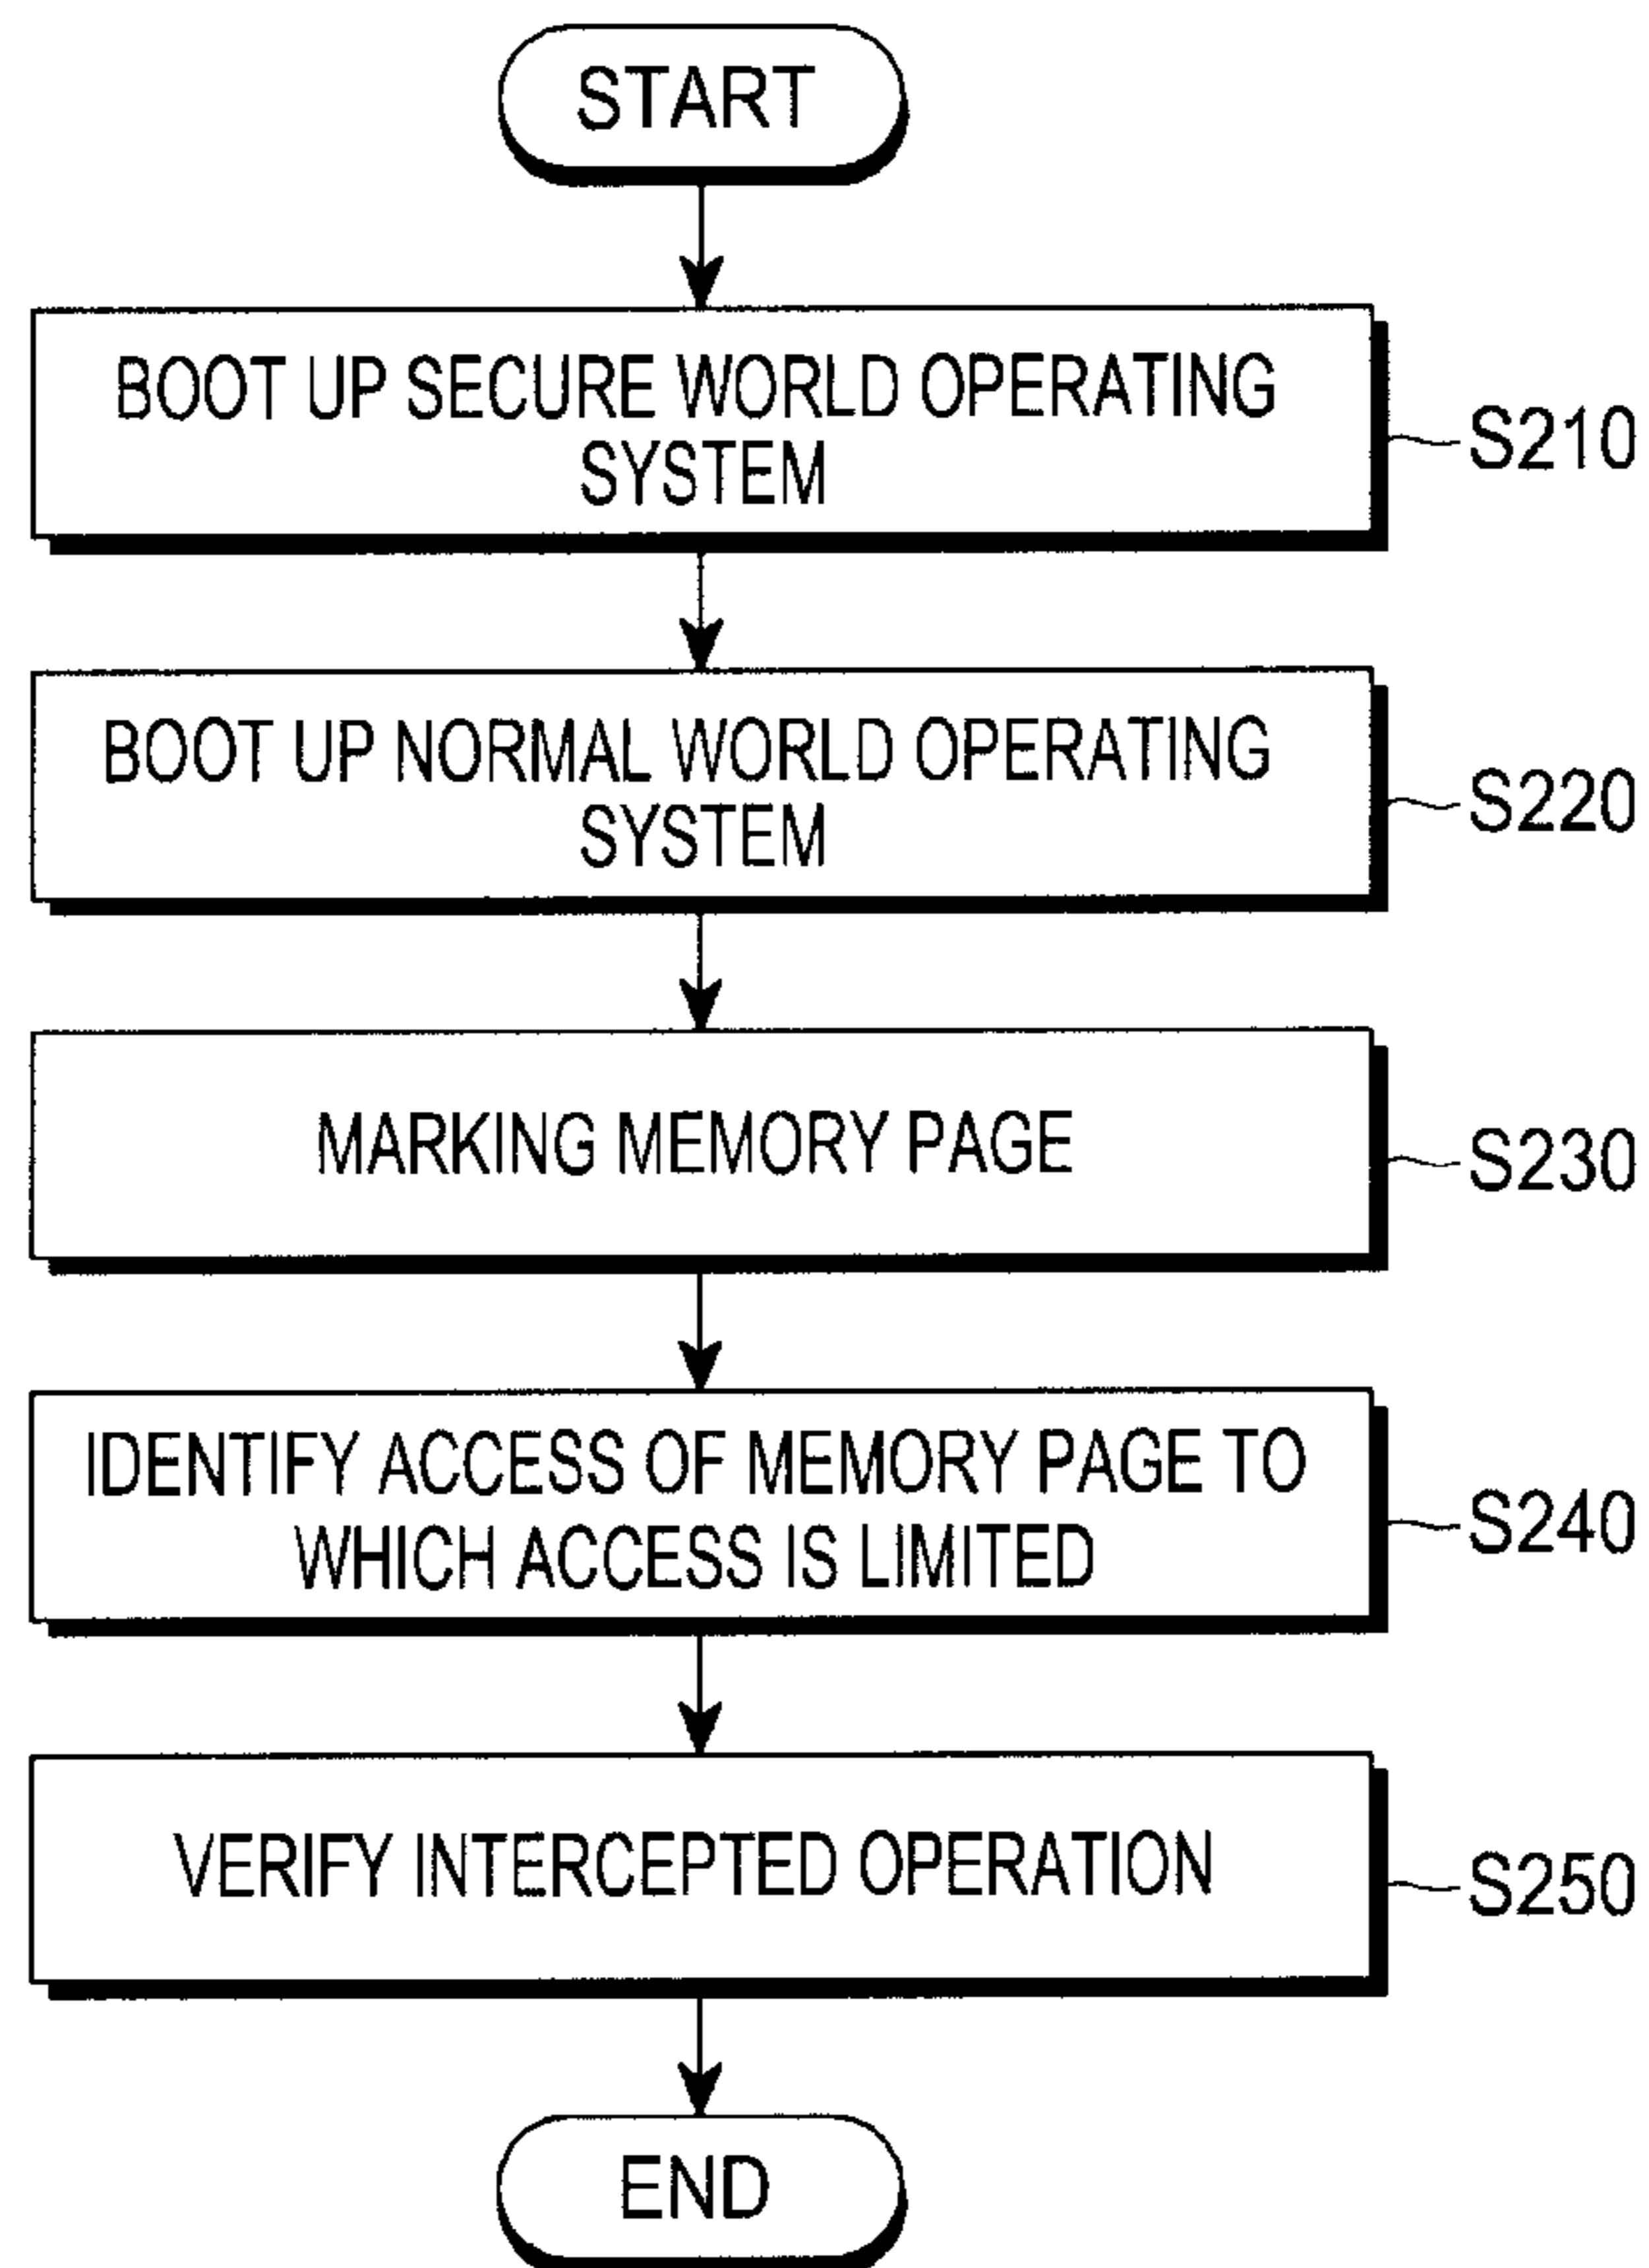 START
BOOT UP SECURE WORLD OPERATING
SYSTEM
S210
BOOT UP NORMAL WORLD OPERATING
SYSTEM
S220
MARKING MEMORY PAGE
S230
IDENTIFY ACCESS OF MEMORY PAGE TO
WHICH ACCESS IS LIMITED
S240
VERIFY INTERCEPTED OPERATION
S250
END